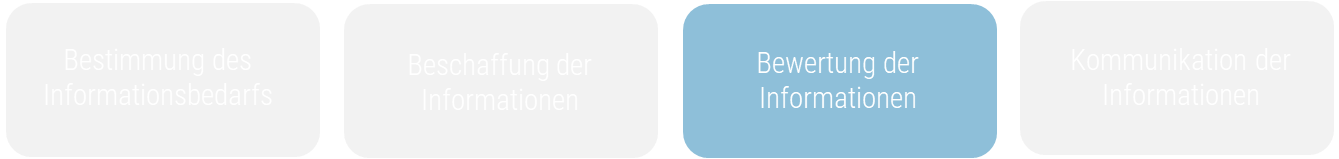 Bestimmung des
Informationsbedarfs
Beschaffung der
Informationen
Bewertung der
Informationen
Kommunikation der
Informationen